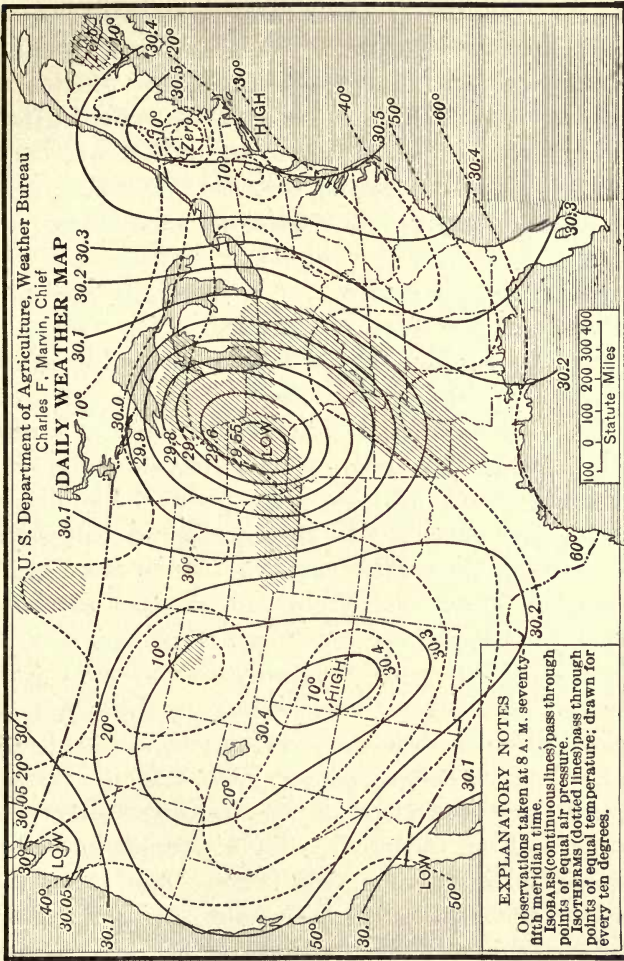 U. S. Department of Agriculture, Weather Bureau
Charles F. Marvin, Chief
DAILY WEATHER MAP
30.1
30.05
20°
30.1
30°
LOW
40°
30.05
30.1
20°
10°
30.1
10°
30.0
29.9
29.8
29.7
29.6
29.55
LOW
30°
30.1
30.2
30.3
10°
Zero
10°
30.4
20°
30.5
10°
Zero
30°
HIGH
10°
40°
30.5
50°
60°
30.4
30.3
30.2
20°
30.4
10°
HIGH
30.4
30.3
50°
30.1
LOW
50°
30.1
30.2
60°
100 0 100 200 300 400
Statute Miles
EXPLANATORY NOTES
Observations taken at 8 A. M. seventy
fifth meridian time.
ISOBARS (continuous lines) pass through
points of equal air pressure.
ISOTHERMS (dotted lines) pass through
points of equal temperature; drawn for
every ten degrees.